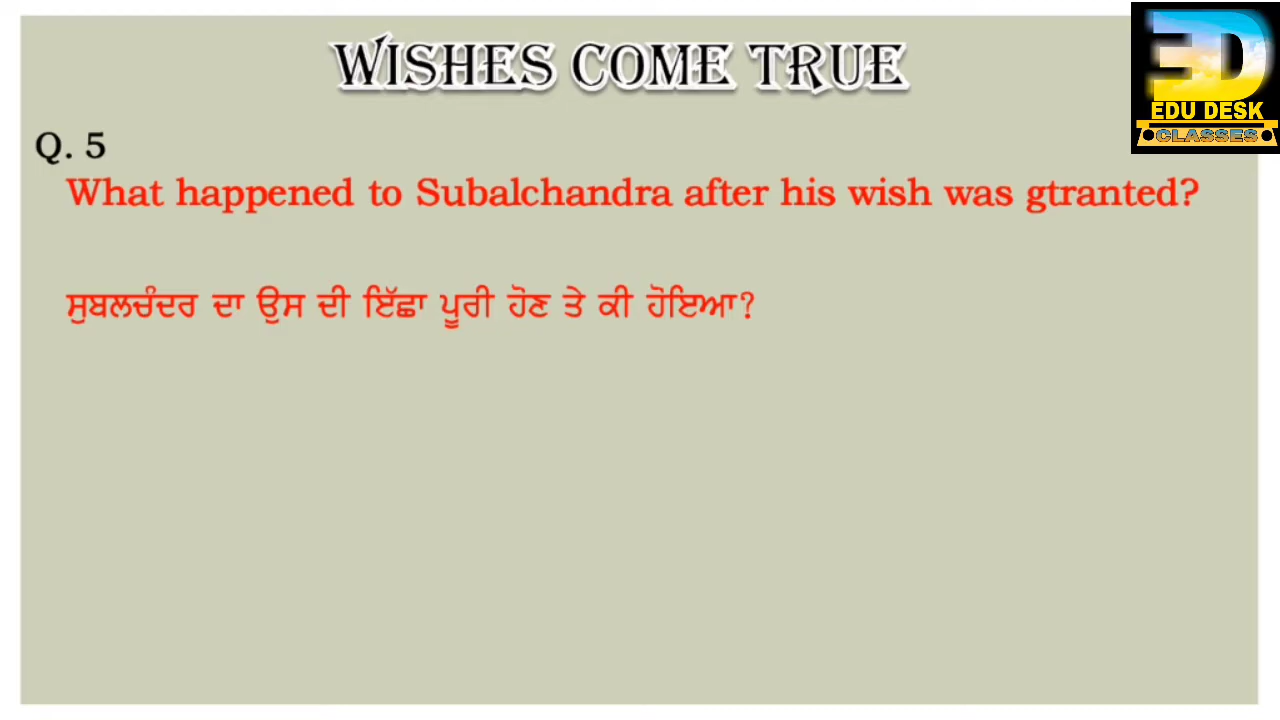 WISHES COME TRUE
ED
EDU DESK
CLASSES
Q. 5
What happened to Subalchandra after his wish was gtranted?
ਸੁਬਲਚੰਦਰ ਦਾ ਉਸ ਦੀ ਇੱਛਾ ਪੂਰੀ ਹੋਣ ਤੇ ਕੀ ਹੋਇਆ?